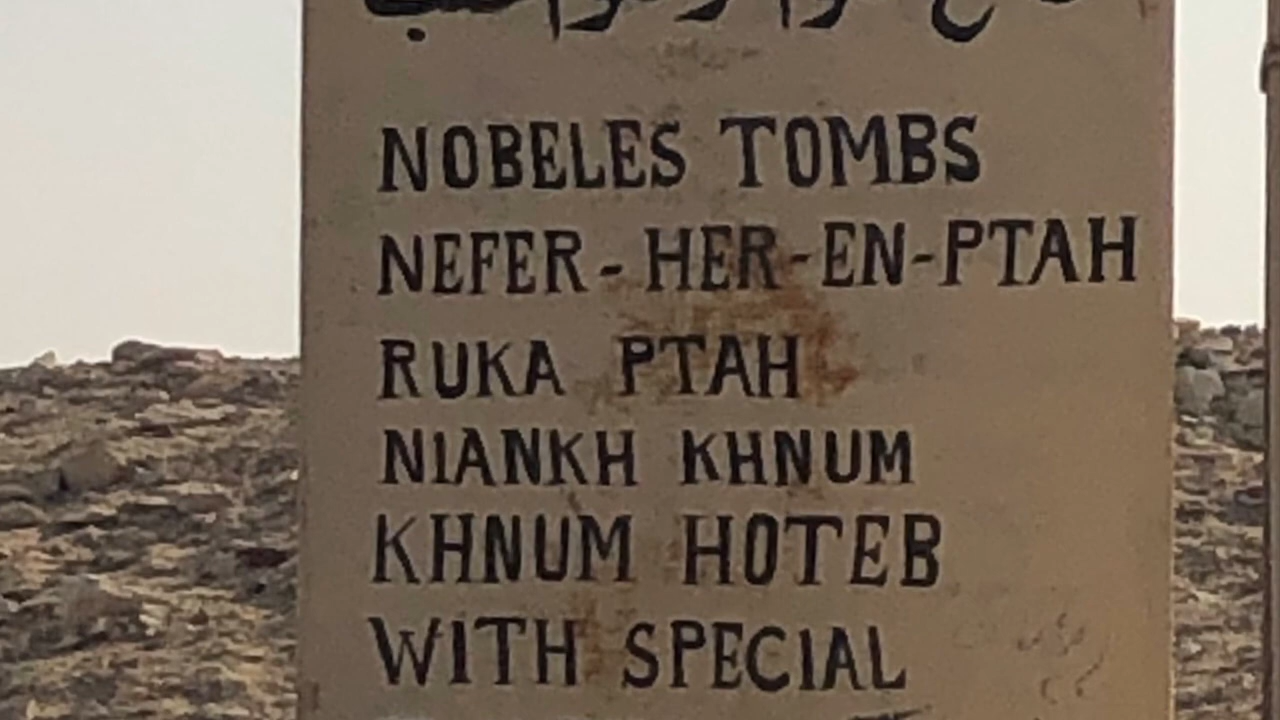 NOBELES TOMBS
NEFER - HER-EN-PTAH
RUKA PTAH
NIANKH KHNUM
KHNUM HOTEB
WITH SPECIAL